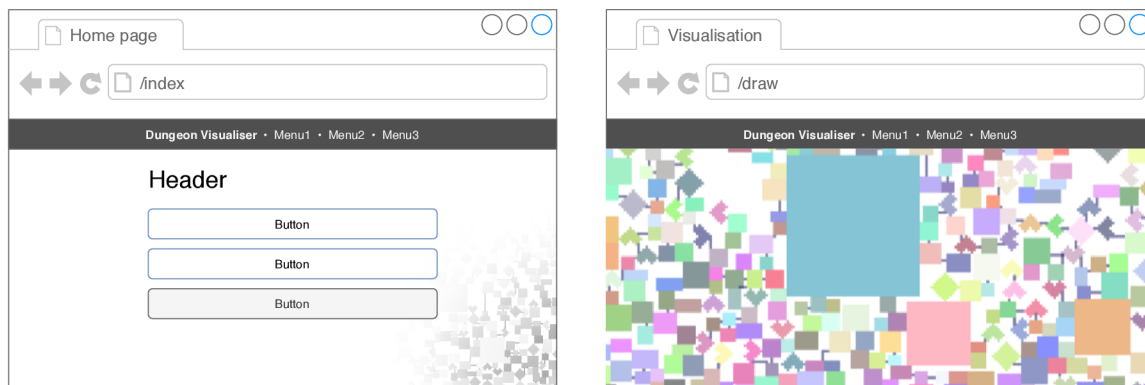 Home page
/index
Dungeon Visualiser • Menu1 • Menu2 • Menu3
Header
Button
Button
Button
Visualisation
/draw
Dungeon Visualiser • Menu1 • Menu2 • Menu3